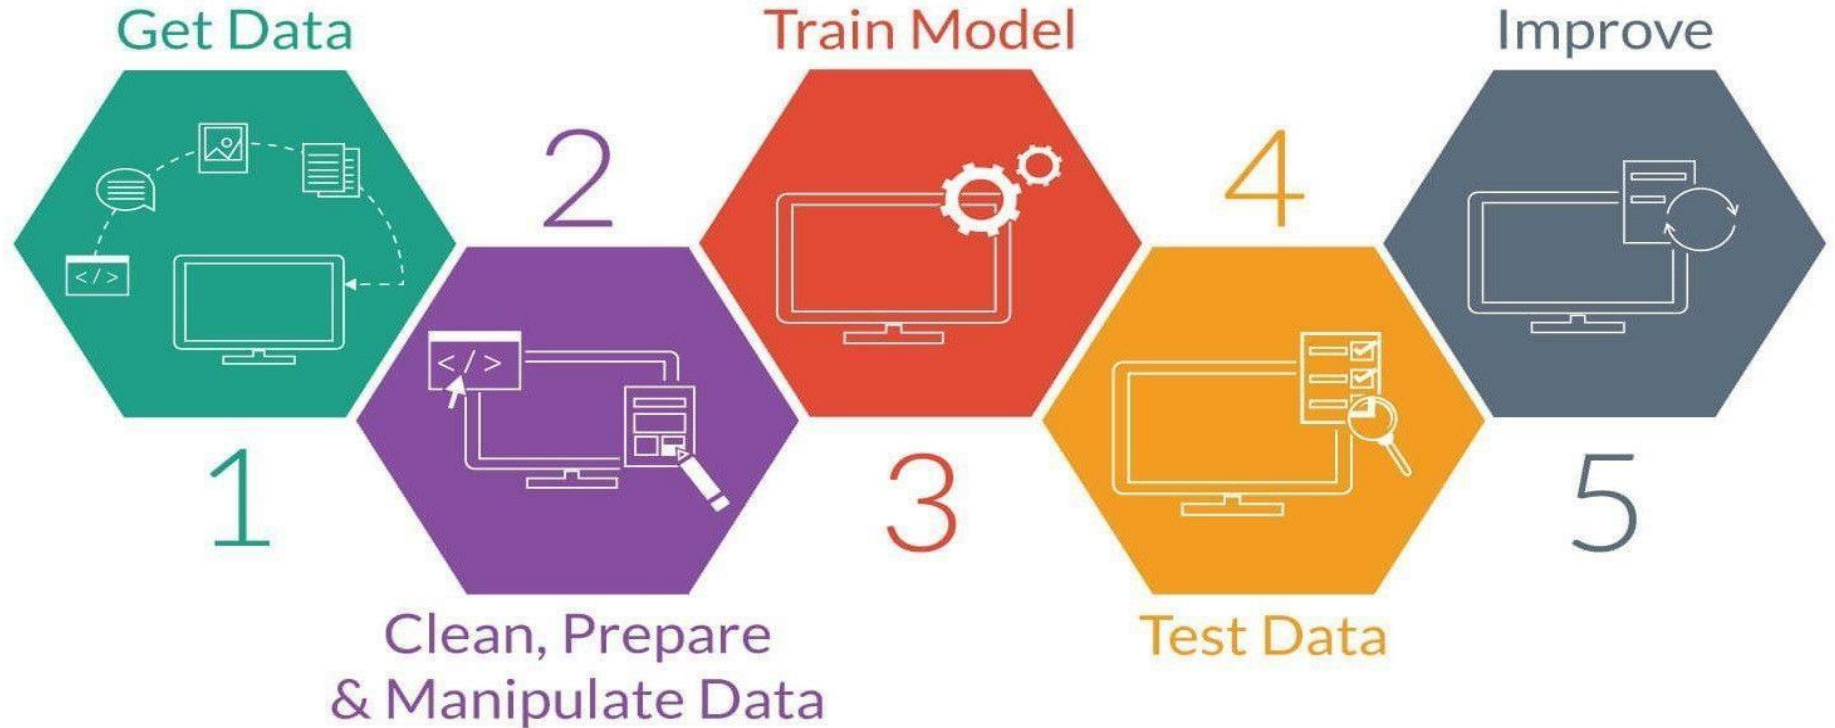 Get Data
1
2
Clean, Prepare
& Manipulate Data
Train Model
3
4
Test Data
Improve
5
</>
</>